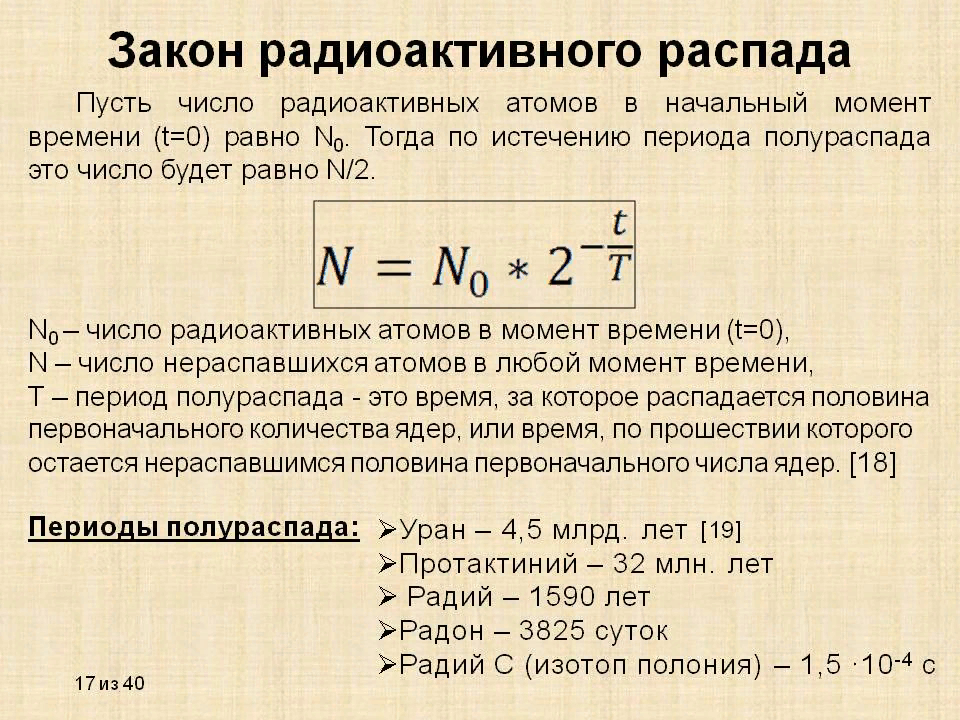 Закон радиоактивного распада
Пусть число радиоактивных атомов в начальный момент
времени (t=0) равно N₀. Тогда по истечению периода полураспада
это число будет равно N/2.
N = N₀ * 2^(-t/T)
N₀ – число радиоактивных атомов в момент времени (t=0),
N – число нераспавшихся атомов в любой момент времени,
Т – период полураспада - это время, за которое распадается половина
первоначального количества ядер, или время, по прошествии которого
остается нераспавшимся половина первоначального числа ядер. [18]
Периоды полураспада:
➢Уран – 4,5 млрд. лет [19]
➢Протактиний – 32 млн. лет
➢ Радий – 1590 лет
➢Радон – 3825 суток
➢Радий С (изотоп полония) – 1,5 ·10⁻⁴ с
17 из 40